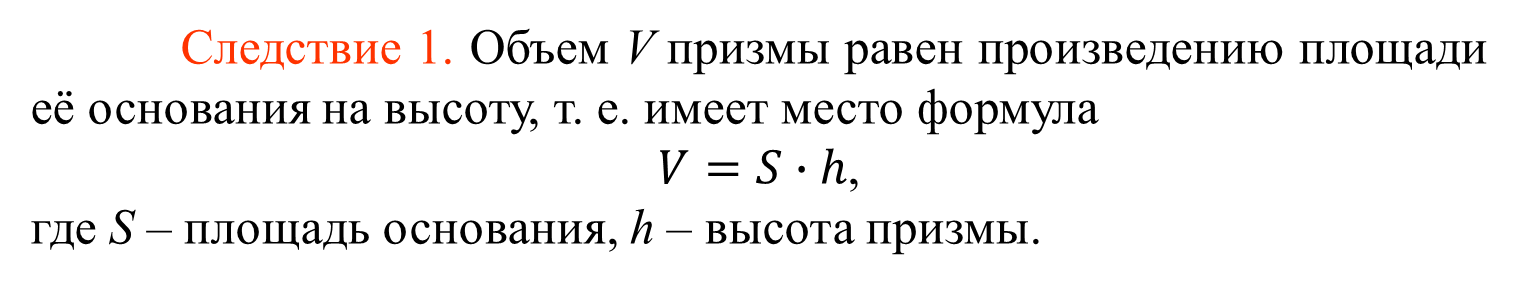 Следствие 1. Объем V призмы равен произведению площади
её основания на высоту, т. е. имеет место формула
V = S · h,
где S – площадь основания, h – высота призмы.